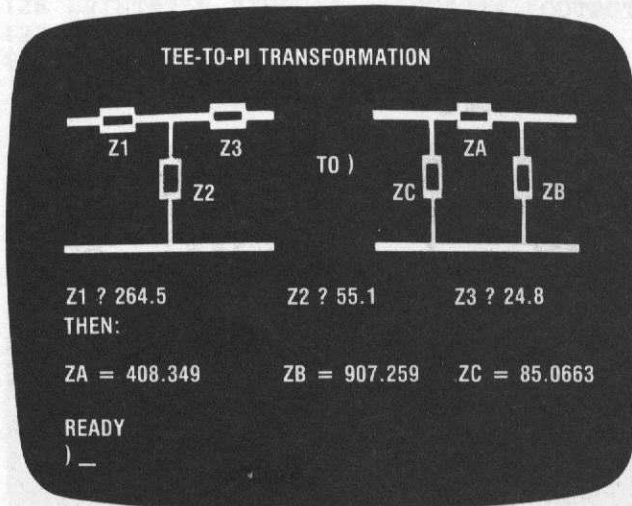 TEE-TO-PI TRANSFORMATION
Z1 Z3 ZA
TO )
Z2 ZC ZB
Z1 ? 264.5 Z2 ? 55.1 Z3 ? 24.8
THEN:
ZA = 408.349 ZB = 907.259 ZC = 85.0663
READY
) _